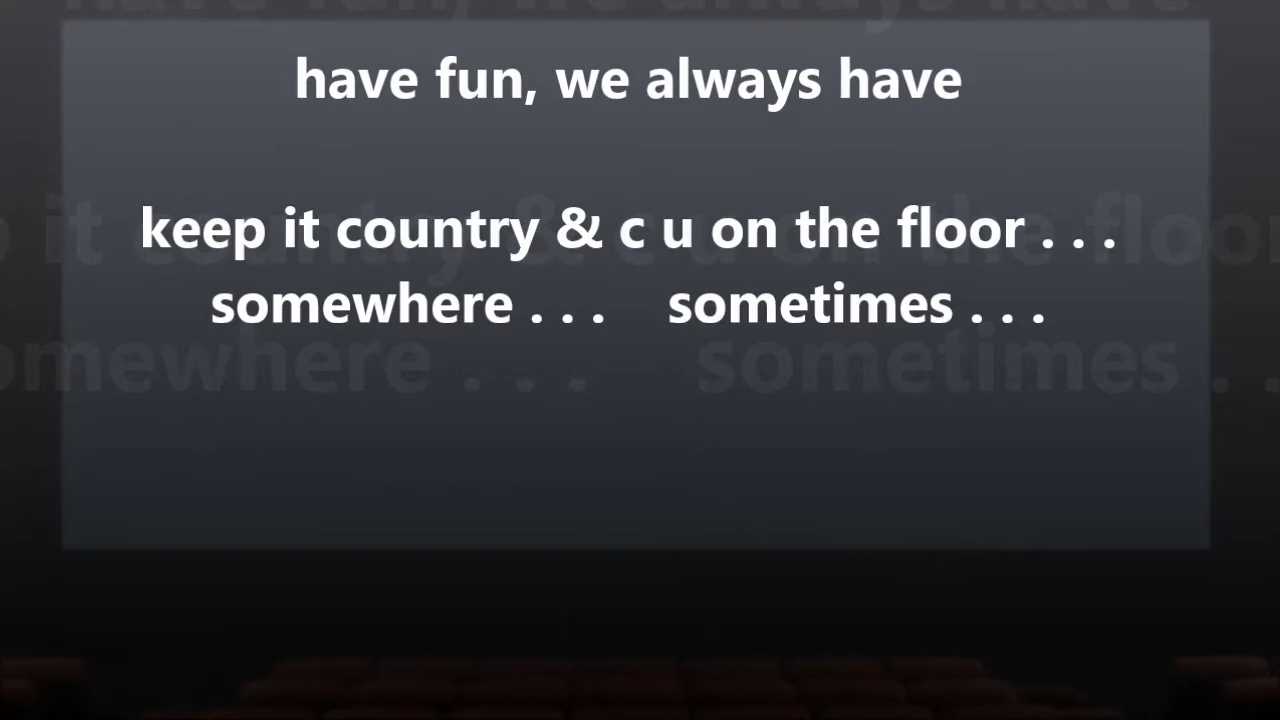 have fun, we always have
keep it country & c u on the floor . . .
somewhere . . . sometimes . . .